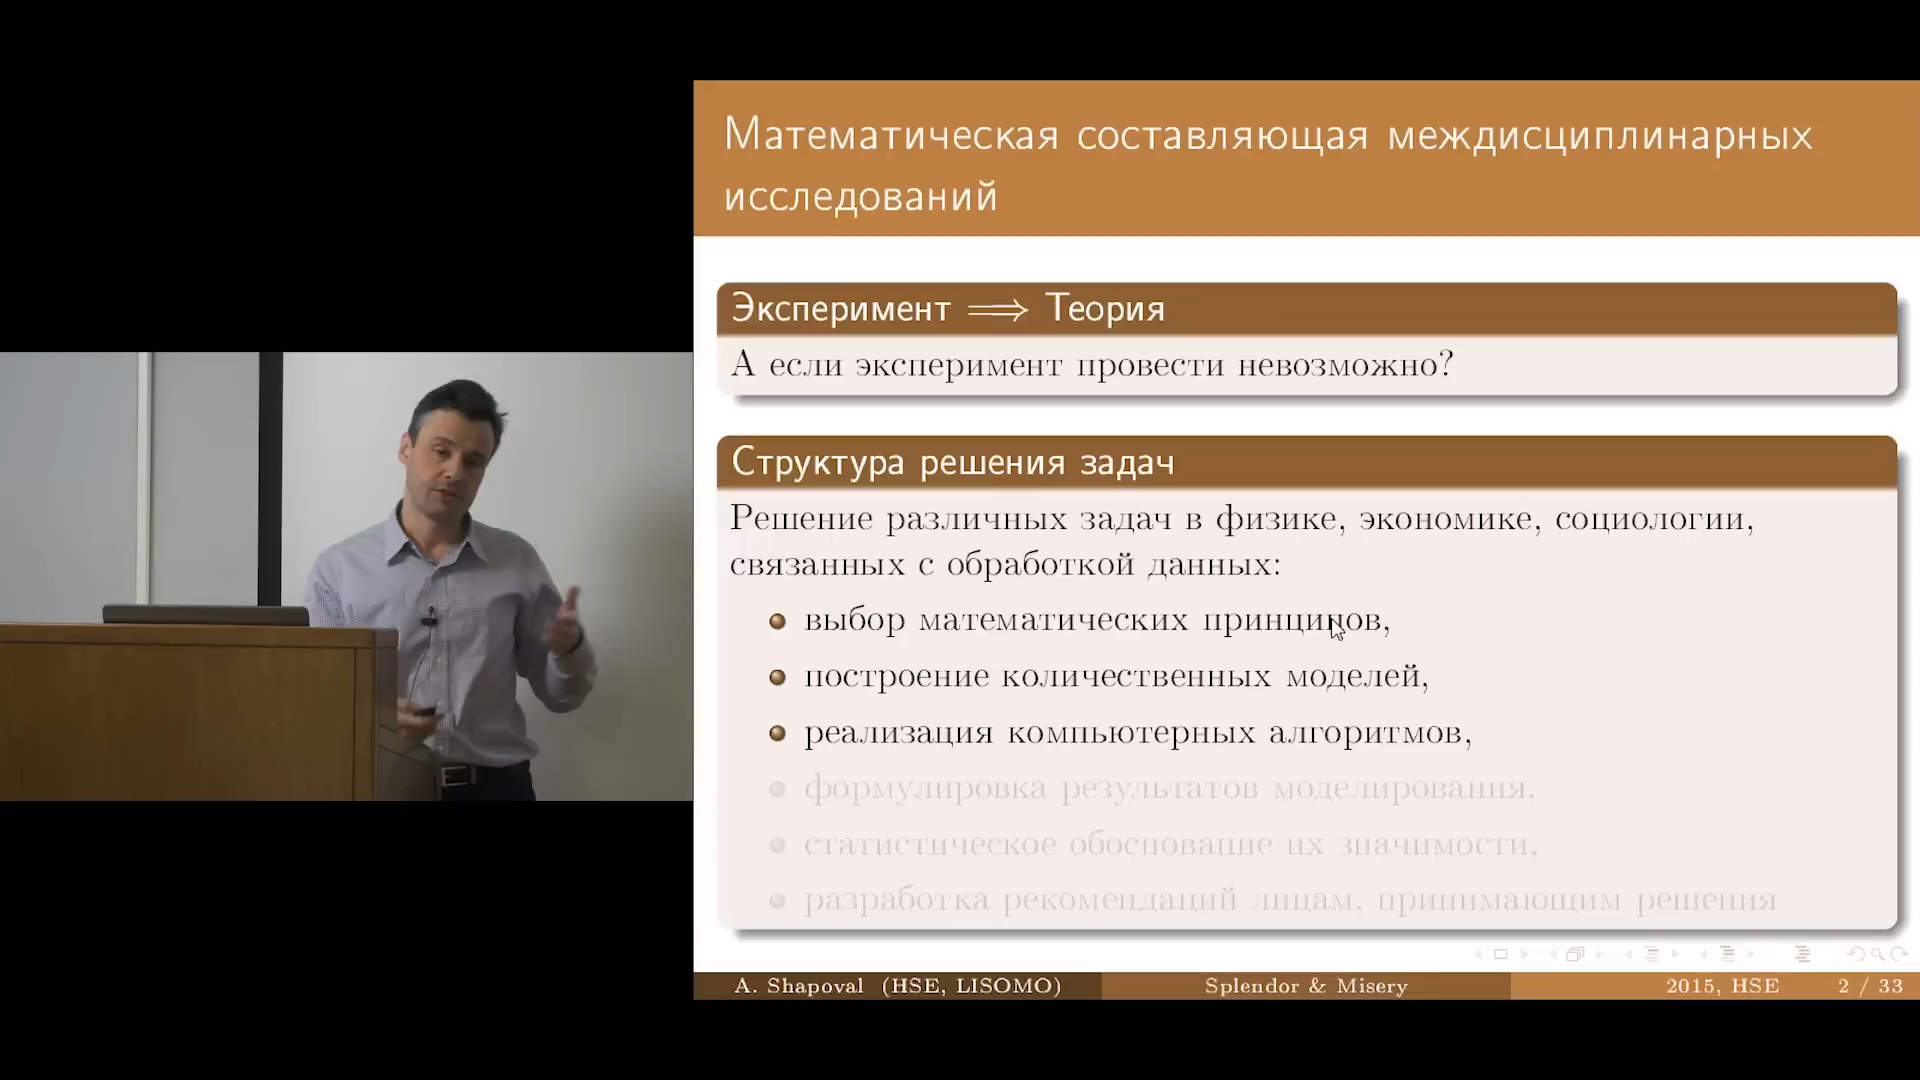 Математическая составляющая междисциплинарных
исследований
Эксперимент ⟹ Теория
А если эксперимент провести невозможно?
Структура решения задач
Решение различных задач в физике, экономике, социологии,
связанных с обработкой данных:
выбор математических принципов,
построение количественных моделей,
реализация компьютерных алгоритмов,
формулировка результатов моделирования,
статистическое обоснование их значимости,
разработка рекомендаций лицам, принимающим решения
A. Shapoval (HSE, LISOMO) Splendor & Misery 2015, HSE 2 / 33